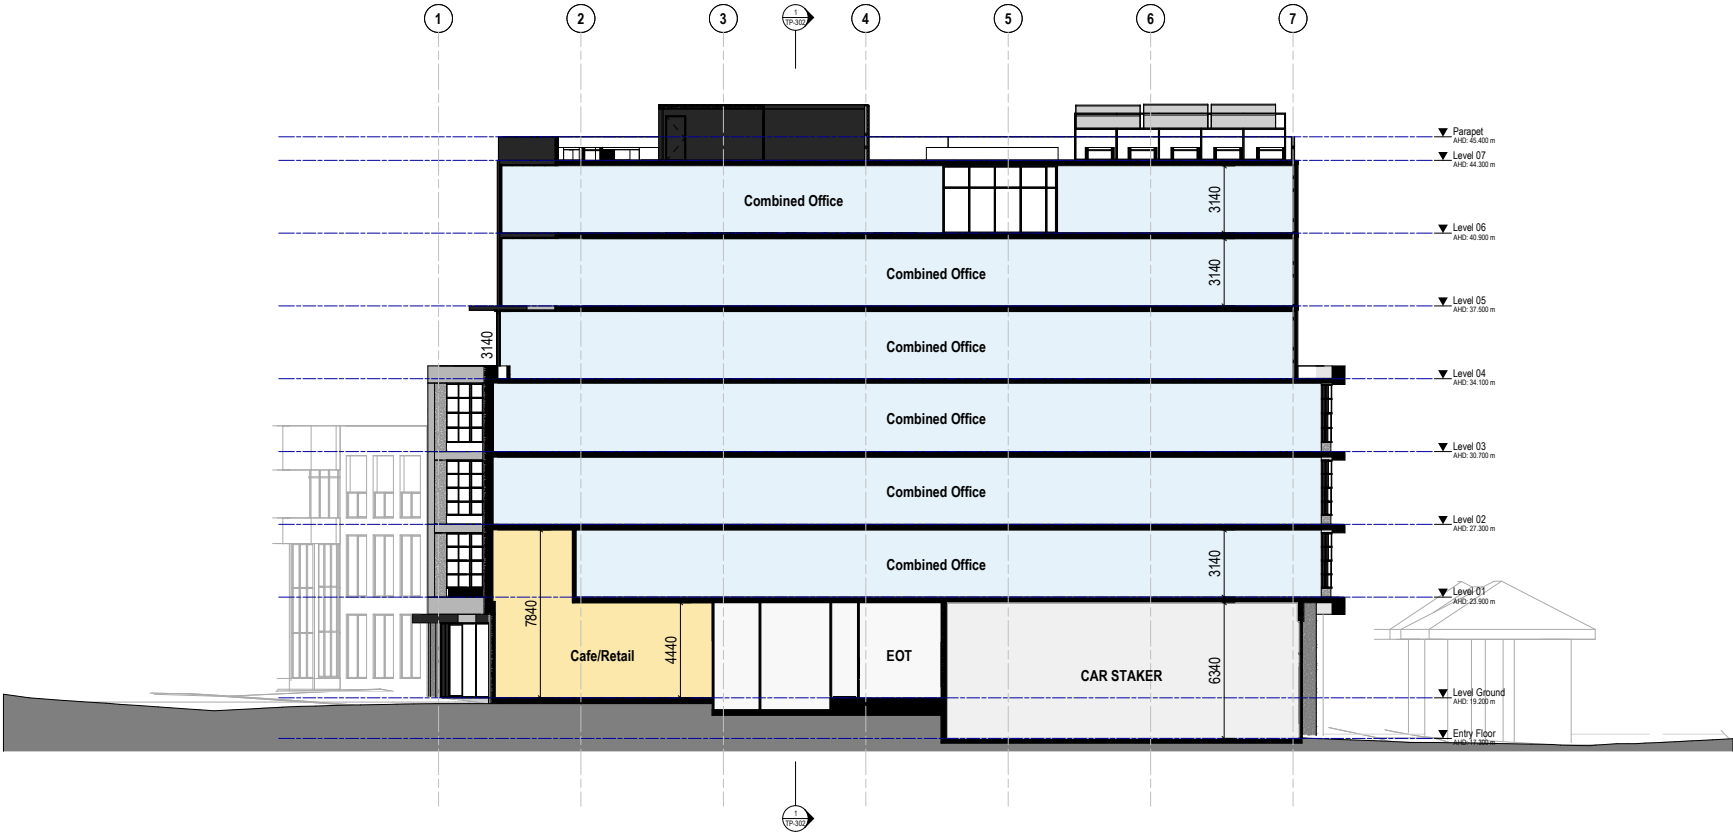 1
2
3
1
TP-302
4
5
6
7
Parapet
AHD: 45.400 m
Level 07
AHD: 44.300 m
Combined Office
3140
Level 06
AHD: 40.900 m
Combined Office
3140
Level 05
AHD: 37.500 m
3140
Combined Office
Level 04
AHD: 34.100 m
Combined Office
Level 03
AHD: 30.700 m
Combined Office
Level 02
AHD: 27.300 m
Combined Office
3140
Level 01
AHD: 23.900 m
7840
Cafe/Retail
4440
EOT
CAR STAKER
6340
Level Ground
AHD: 19.200 m
Entry Floor
AHD: 17.300 m
1
TP-302